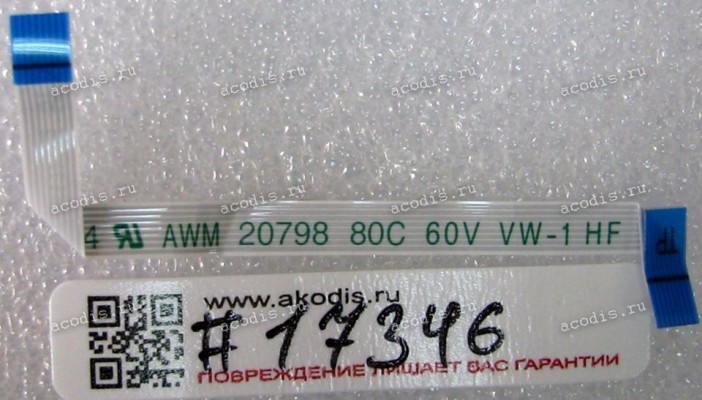 4 AWM 20798 80C 60V VW-1 HF
TP
www.akodis.ru
#17346
ПОВРЕЖДЕНИЕ ЛИШАЕТ ВАС ГАРАНТИИ
acodis.ru